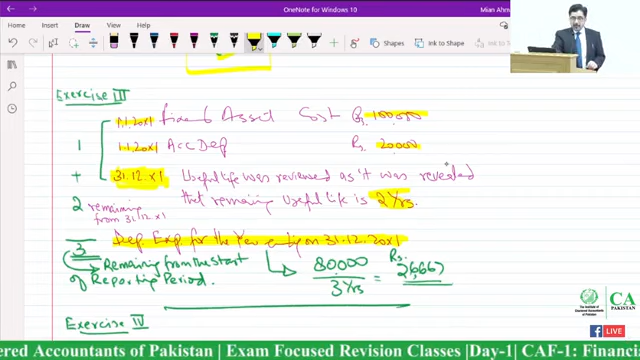 OneNote for Windows 10
Mian Ahm
Home Insert Draw View Help
Shapes Ink to Shape
Exercise III
1.1.20x1 Fixed Asset Cost Rs. 100,000
1 1.1.20x1 Acc Dep Rs. 20000
+ 31.12.x1 Useful life was reviewed as it was revealed
2 remaining from 31.12.x1 that remaining useful life is 2 Yrs.
Dep Exp. for the Year ending on 31.12.20x1
3
Remaining from the start of Reporting Period.
80000 / 3 Yrs = Rs. 26,667
Exercise IV
LIVE
ered Accountants of Pakistan | Exam Focused Revision Classes |Day-1| CAF-1: Financi